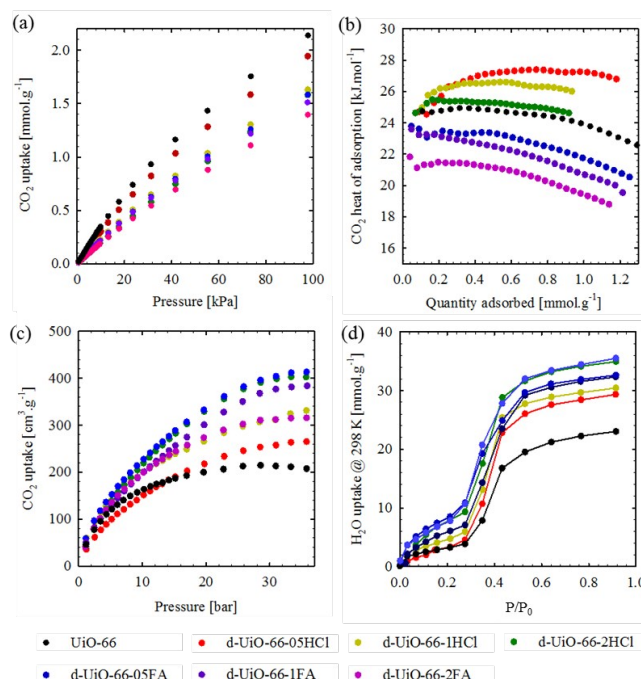 (a)
2.0
1.5
1.0
0.5
0.0
0 20 40 60 80 100
CO2 uptake [mmol.g-1]
Pressure [kPa]
(b)
28
26
24
22
20
18
16
0.0 0.2 0.4 0.6 0.8 1.0 1.2
CO2 heat of adsorption [kJ.mol-1]
Quantity adsorbed [mmol.g-1]
(c)
500
400
300
200
100
0
0 10 20 30
CO2 uptake [cm3.g-1]
Pressure [bar]
(d)
40
30
20
10
0
0.0 0.2 0.4 0.6 0.8 1.0
H2O uptake @ 298 K [mmol.g-1]
P/P0
UiO-66 d-UiO-66-05HCl d-UiO-66-1HCl d-UiO-66-2HCl
d-UiO-66-05FA d-UiO-66-1FA d-UiO-66-2FA